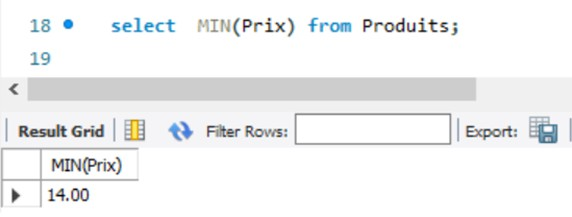 18 select MIN(Prix) from Produits;
19
Result Grid Filter Rows: Export:
MIN(Prix)
14.00